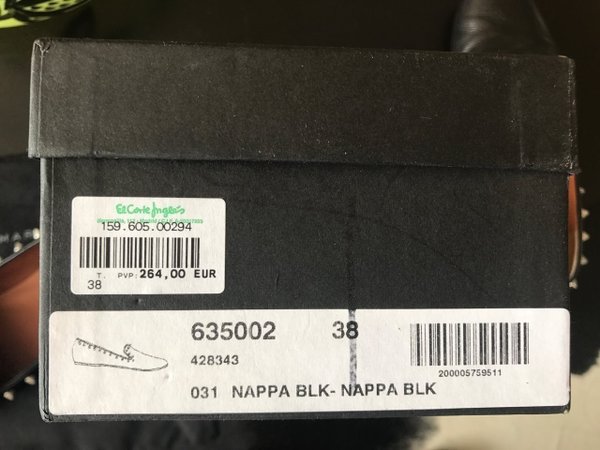 El Corte Inglés
159.605.00294
T. PVP: 264,00 EUR
38
635002 38
428343
200005759511
031 NAPPA BLK- NAPPA BLK